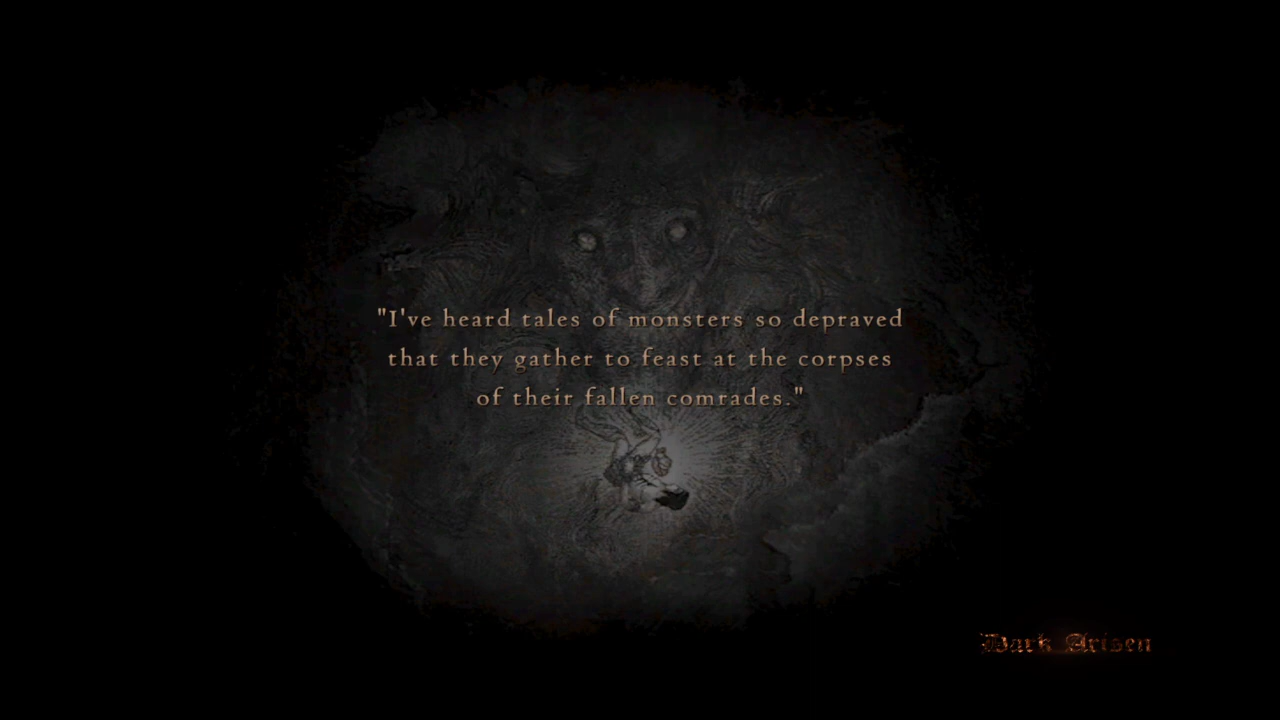 "I've heard tales of monsters so depraved
that they gather to feast at the corpses
of their fallen comrades."
Dark Arisen